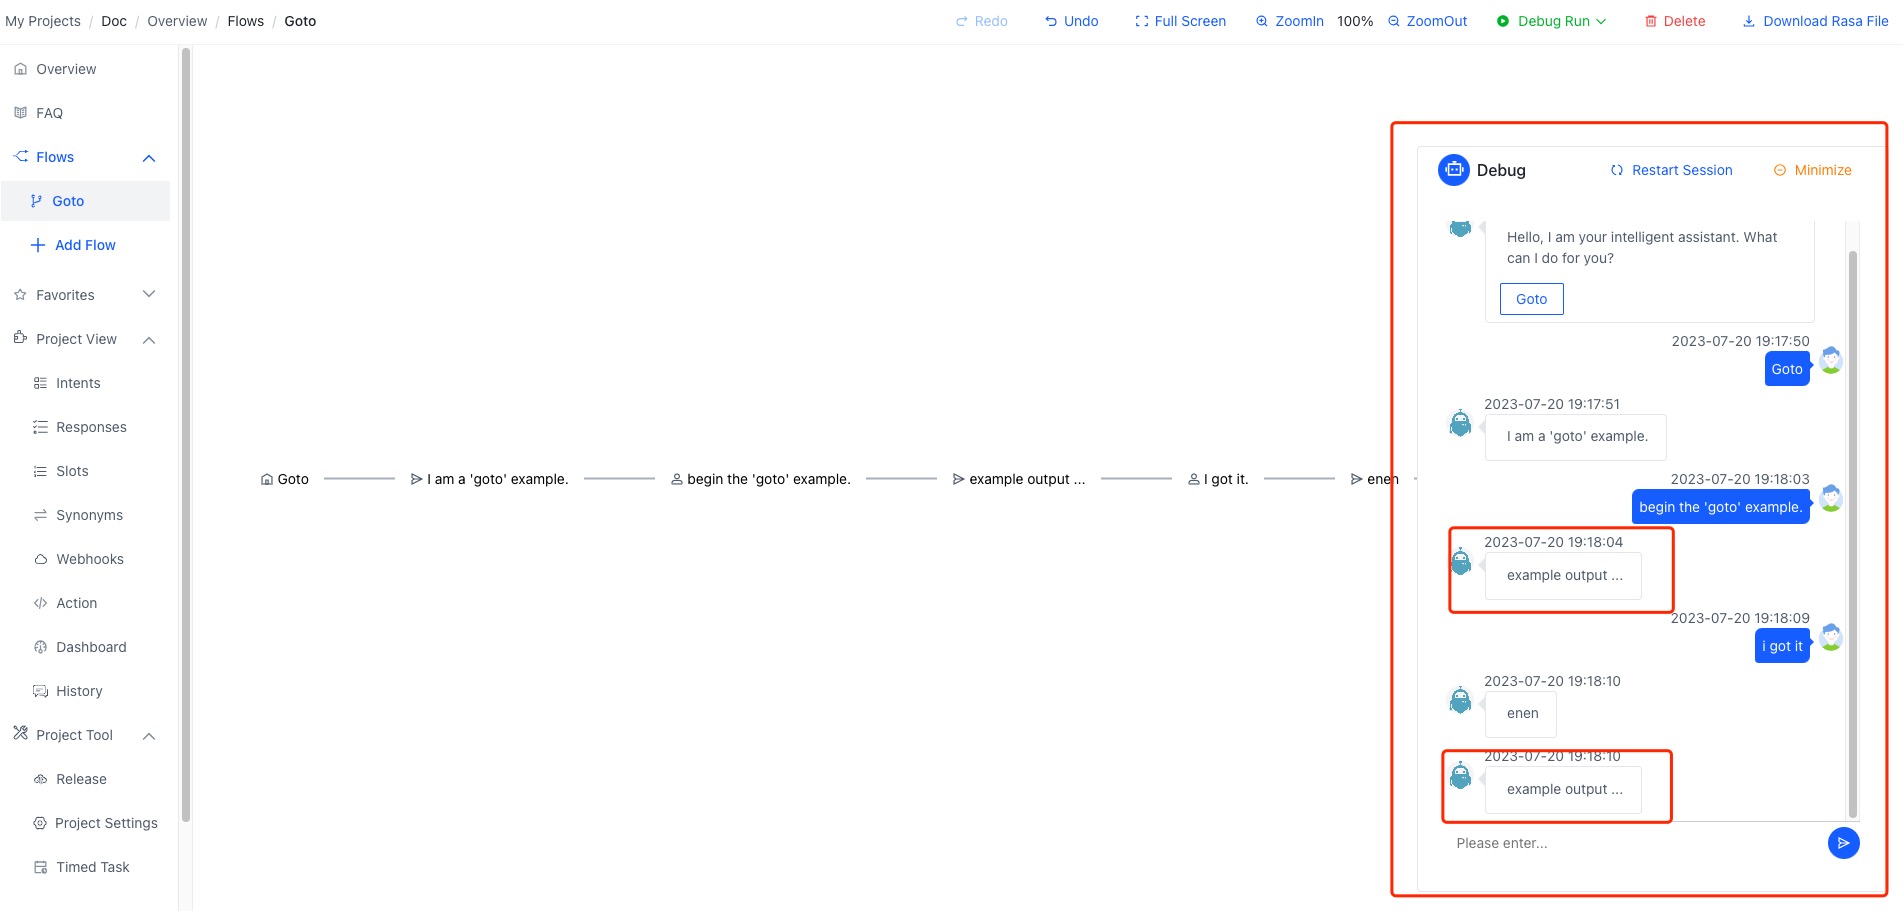 My Projects / Doc / Overview / Flows / Goto
Redo Undo Full Screen ZoomIn 100% ZoomOut Debug Run Delete Download Rasa File
Overview
FAQ
Flows
Goto
Add Flow
Favorites
Project View
Intents
Responses
Slots
Synonyms
Webhooks
Action
Dashboard
History
Project Tool
Release
Project Settings
Timed Task
Goto I am a 'goto' example. begin the 'goto' example. example output ... I got it. enen
Debug Restart Session Minimize
Hello, I am your intelligent assistant. What
can I do for you?
Goto
2023-07-20 19:17:50
Goto
2023-07-20 19:17:51
I am a 'goto' example.
2023-07-20 19:18:03
begin the 'goto' example.
2023-07-20 19:18:04
example output ...
2023-07-20 19:18:09
i got it
2023-07-20 19:18:10
enen
2023-07-20 19:18:10
example output ...
Please enter...